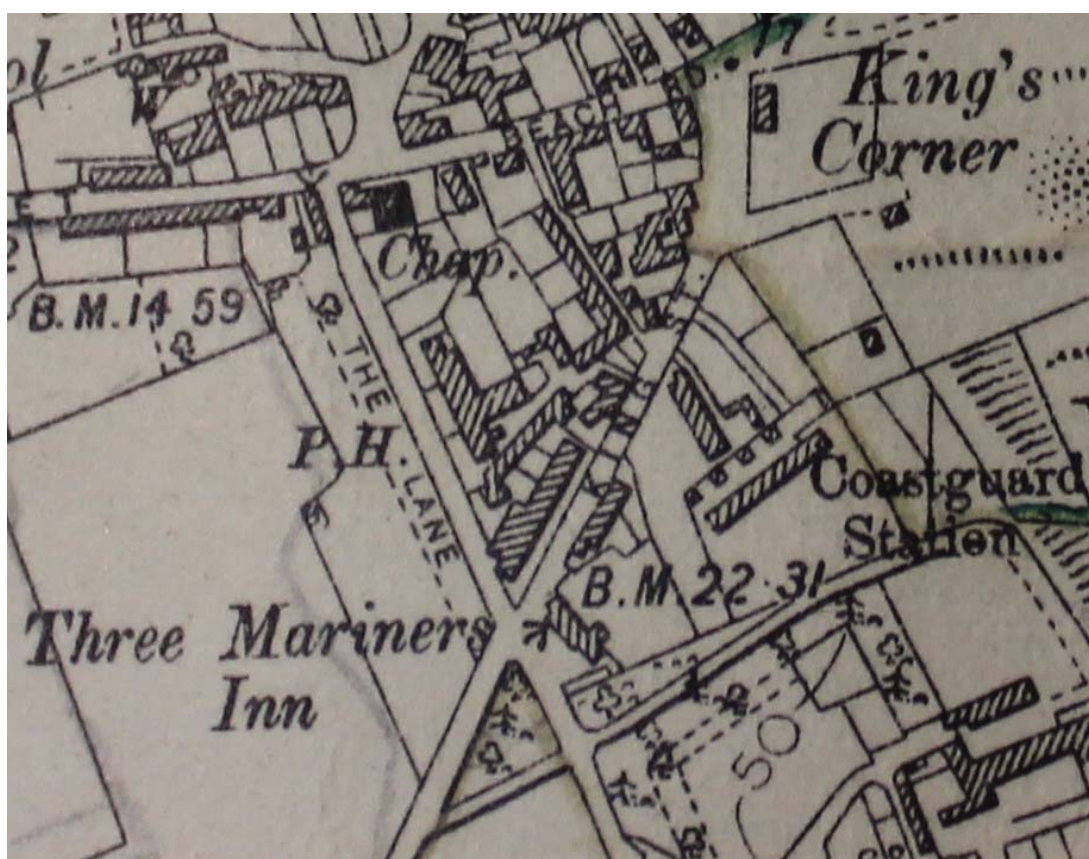 King's
Corner
Chap.
B.M. 14 59
THE
LANE
P.H.
Coastguard
Station
B.M. 22·31
Three Mariners
Inn
50